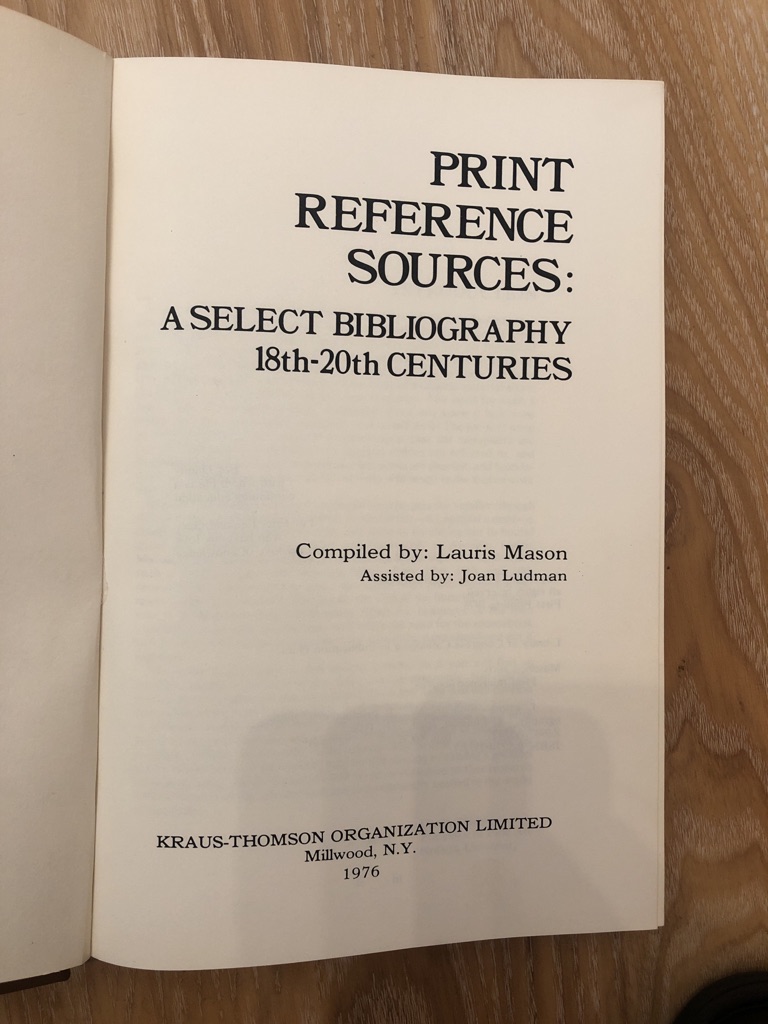 PRINT
REFERENCE
SOURCES:
A SELECT BIBLIOGRAPHY
18th-20th CENTURIES
Compiled by: Lauris Mason
Assisted by: Joan Ludman
KRAUS-THOMSON ORGANIZATION LIMITED
Millwood, N.Y.
1976